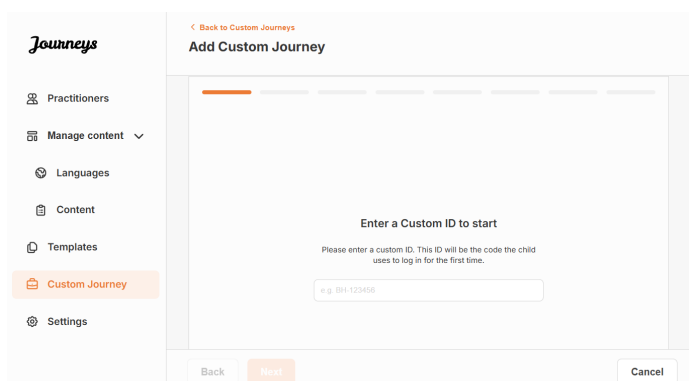 Journeys
Back to Custom Journeys
Add Custom Journey
Practitioners
Manage content
Languages
Content
Templates
Custom Journey
Settings
Enter a Custom ID to start
Please enter a custom ID. This ID will be the code the child
uses to log in for the first time.
e.g. BH-123456
Back
Next
Cancel